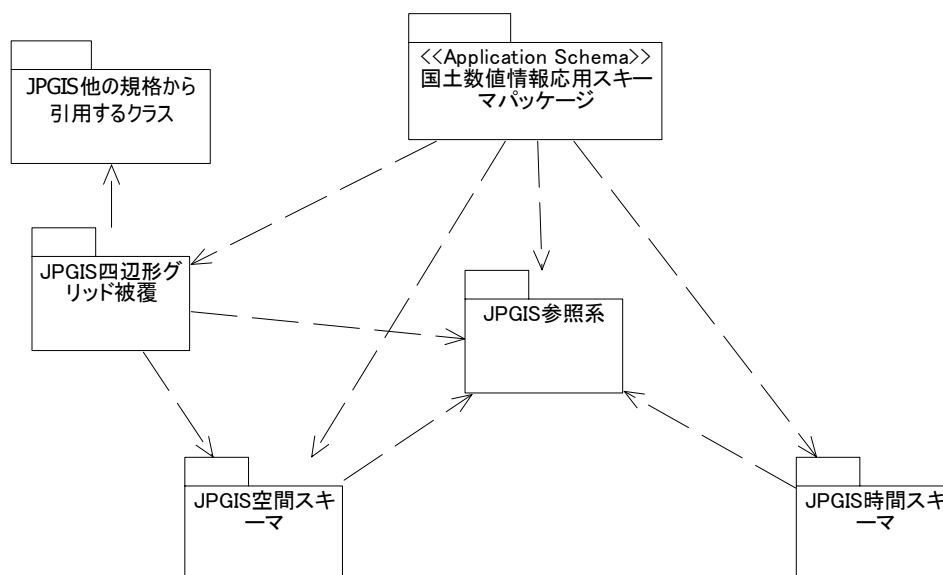 JPGIS他の規格から
引用するクラス
<<Application Schema>>
国土数値情報応用スキー
マパッケージ
JPGIS四辺形グ
リッド被覆
JPGIS参照系
JPGIS空間スキ
ーマ
JPGIS時間スキ
ーマ